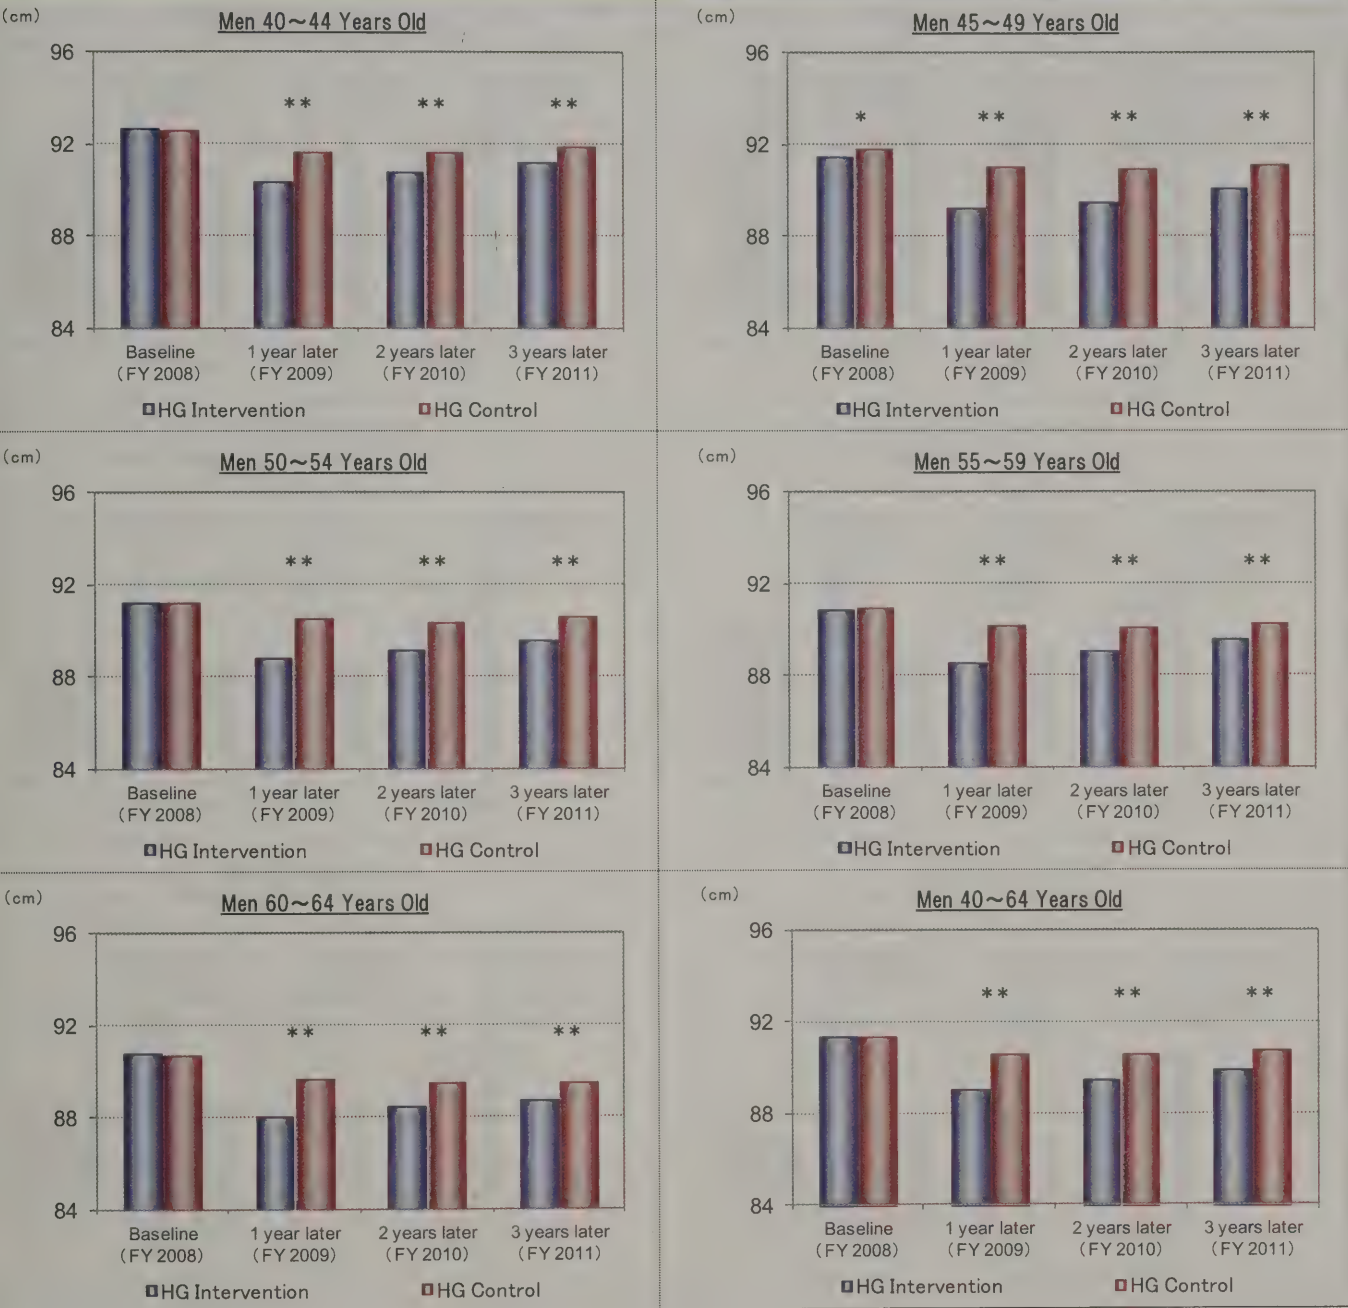 (cm)
Men 40～44 Years Old
96
92
88
84
** ** **
Baseline 1 year later 2 years later 3 years later
(FY 2008) (FY 2009) (FY 2010) (FY 2011)
HG Intervention HG Control
(cm)
Men 45～49 Years Old
96
92
88
84
* ** ** **
Baseline 1 year later 2 years later 3 years later
(FY 2008) (FY 2009) (FY 2010) (FY 2011)
HG Intervention HG Control
(cm)
Men 50～54 Years Old
96
92
88
84
** ** **
Baseline 1 year later 2 years later 3 years later
(FY 2008) (FY 2009) (FY 2010) (FY 2011)
HG Intervention HG Control
(cm)
Men 55～59 Years Old
96
92
88
84
** ** **
Baseline 1 year later 2 years later 3 years later
(FY 2008) (FY 2009) (FY 2010) (FY 2011)
HG Intervention HG Control
(cm)
Men 60～64 Years Old
96
92
88
84
** ** **
Baseline 1 year later 2 years later 3 years later
(FY 2008) (FY 2009) (FY 2010) (FY 2011)
HG Intervention HG Control
(cm)
Men 40～64 Years Old
96
92
88
84
** ** **
Baseline 1 year later 2 years later 3 years later
(FY 2008) (FY 2009) (FY 2010) (FY 2011)
HG Intervention HG Control